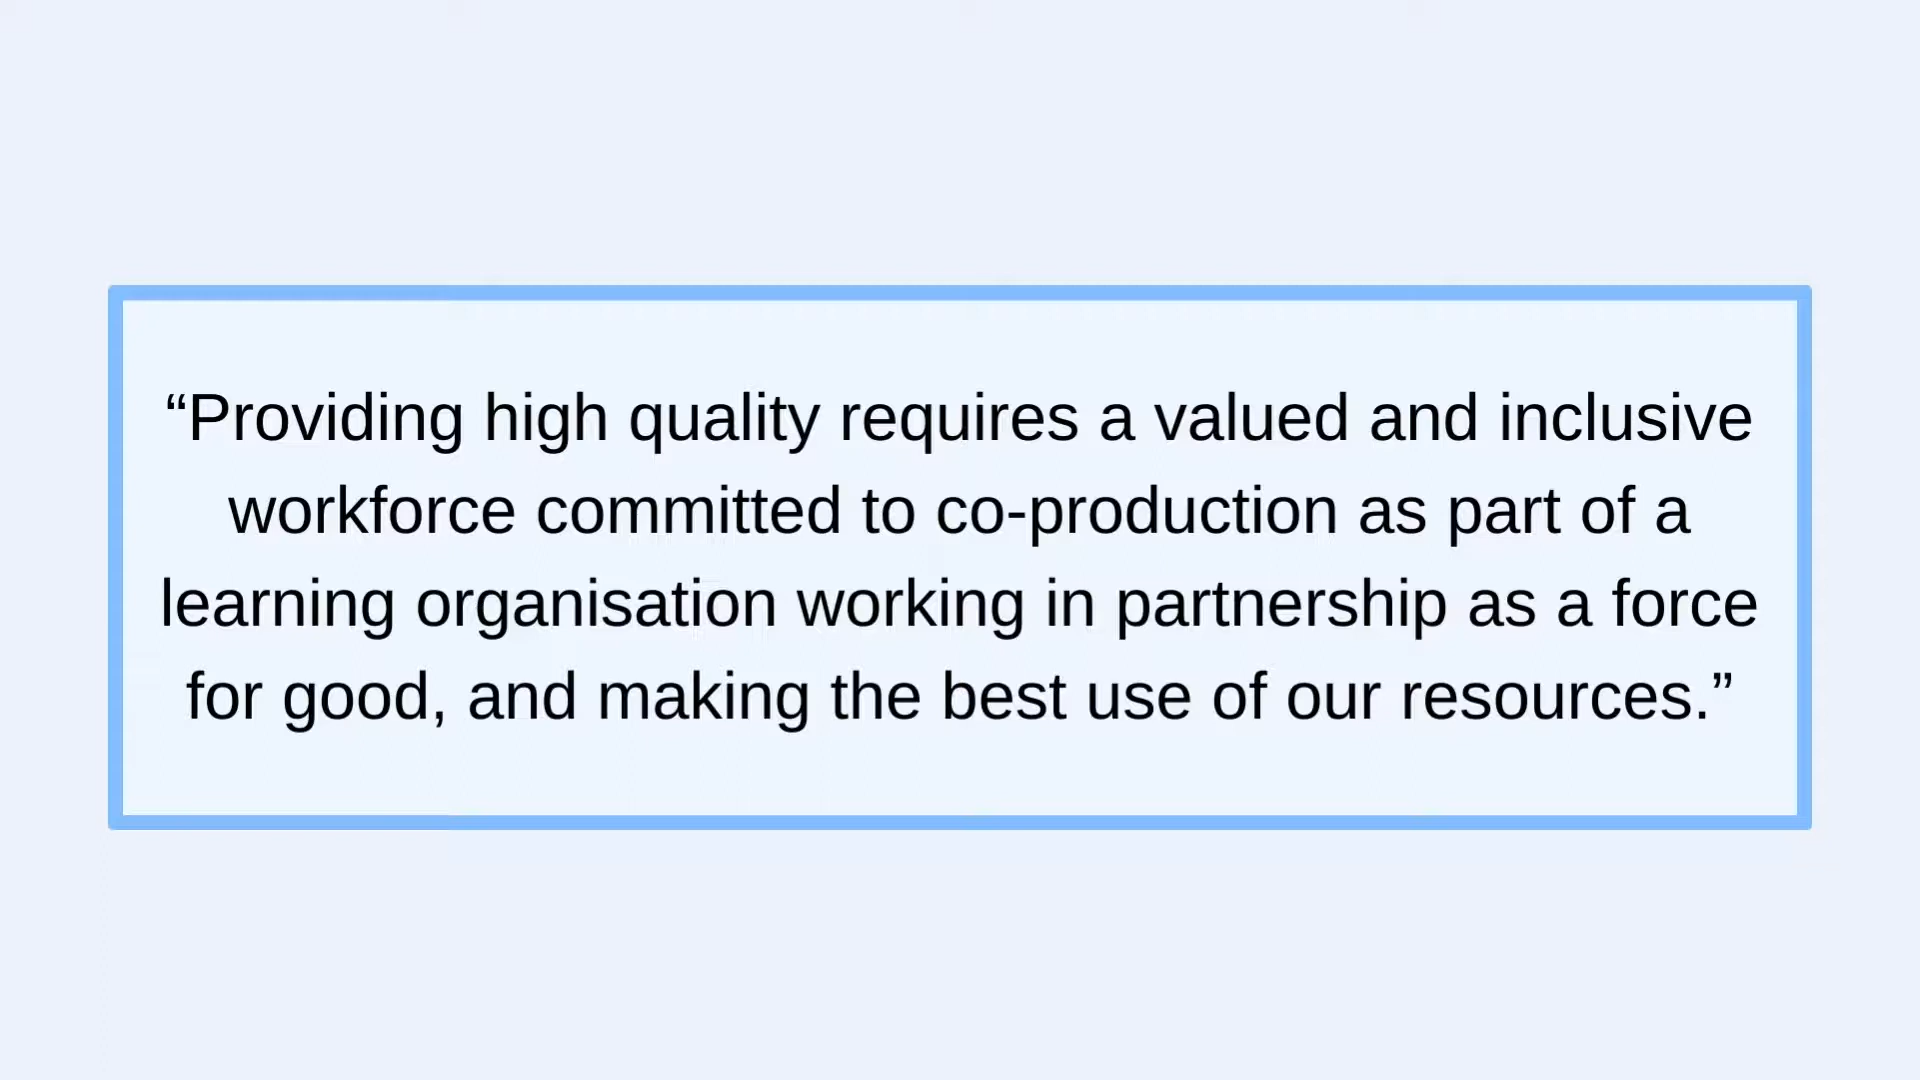 “Providing high quality requires a valued and inclusive
workforce committed to co-production as part of a
learning organisation working in partnership as a force
for good, and making the best use of our resources.”